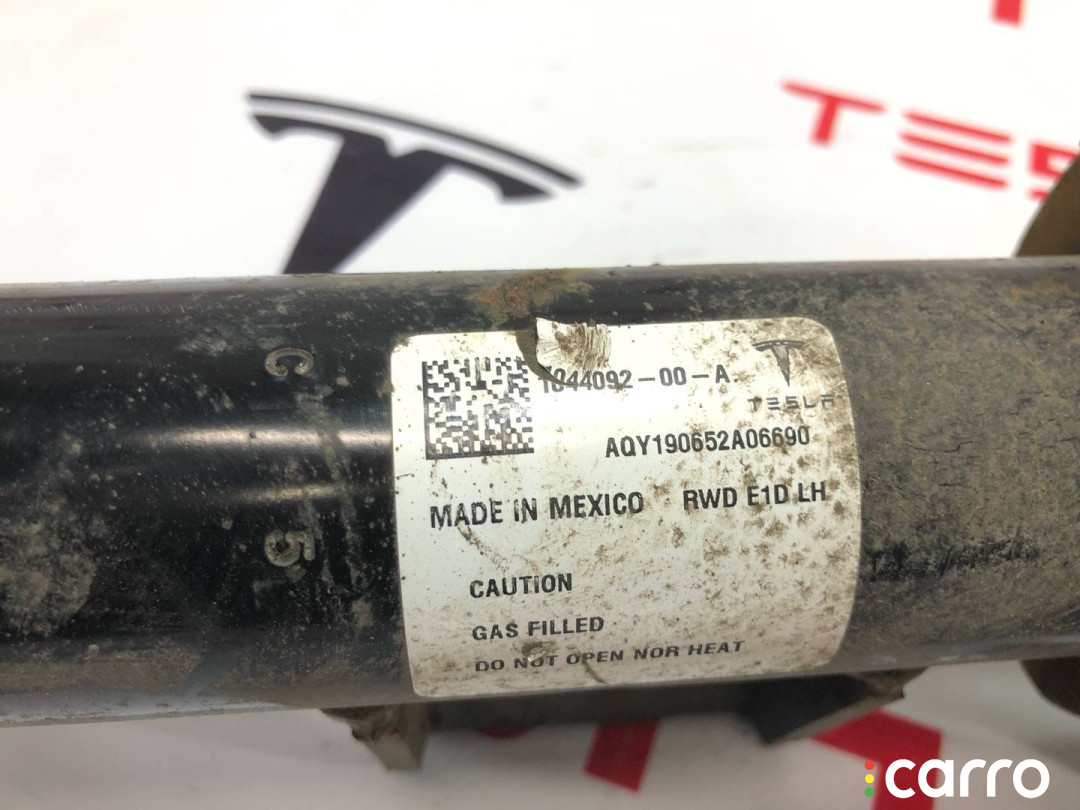 TESLA
1044092-00-A
TESLA
AQY190652A06690
MADE IN MEXICO RWD E1D LH
CAUTION
GAS FILLED
DO NOT OPEN NOR HEAT
carro